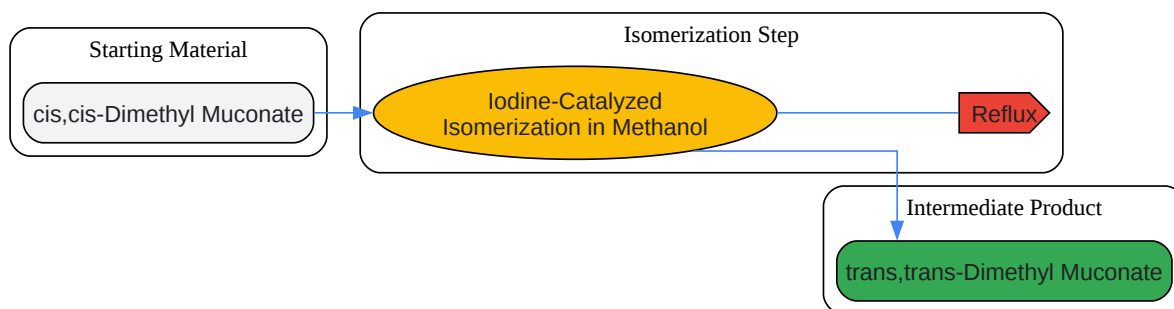 Starting Material
cis,cis-Dimethyl Muconate
Isomerization Step
Iodine-Catalyzed
Isomerization in Methanol
Reflux
Intermediate Product
trans,trans-Dimethyl Muconate